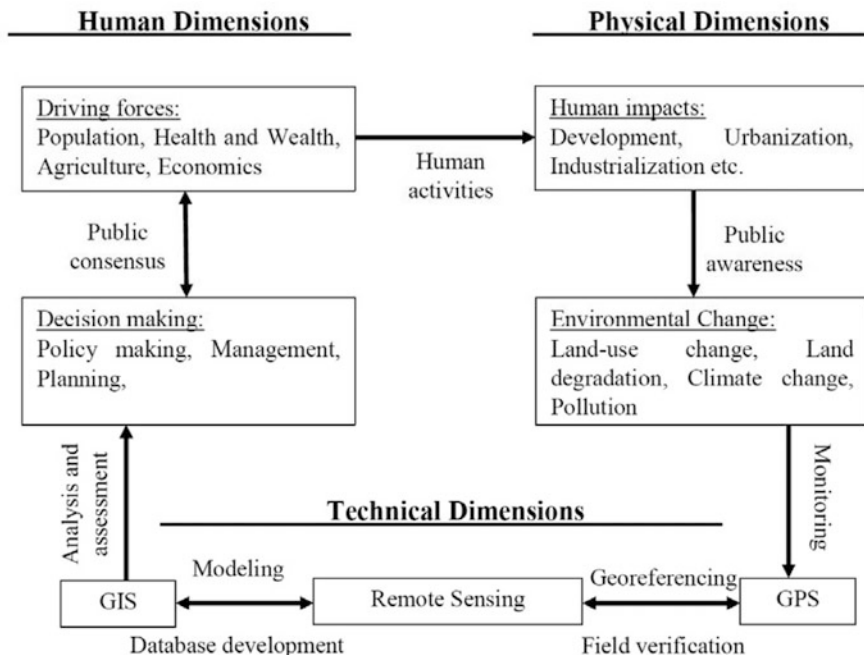 Human Dimensions
Physical Dimensions
Driving forces:
Population, Health and Wealth,
Agriculture, Economics
Human
activities
Human impacts:
Development, Urbanization,
Industrialization etc.
Public
consensus
Public
awareness
Decision making:
Policy making, Management,
Planning,
Environmental Change:
Land-use change, Land
degradation, Climate change,
Pollution
Analysis and
assessment
Monitoring
Technical Dimensions
Modeling
Georeferencing
GIS
Remote Sensing
GPS
Database development
Field verification